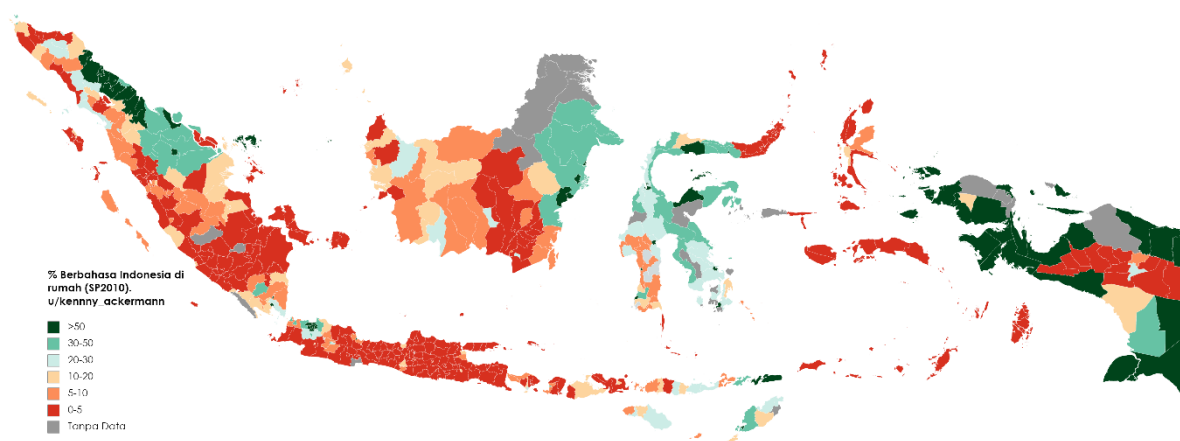 % Berbahasa Indonesia di
rumah (SP2010).
u/kennny_ackermann
>50
30-50
20-30
10-20
5-10
0-5
Tanpa Data